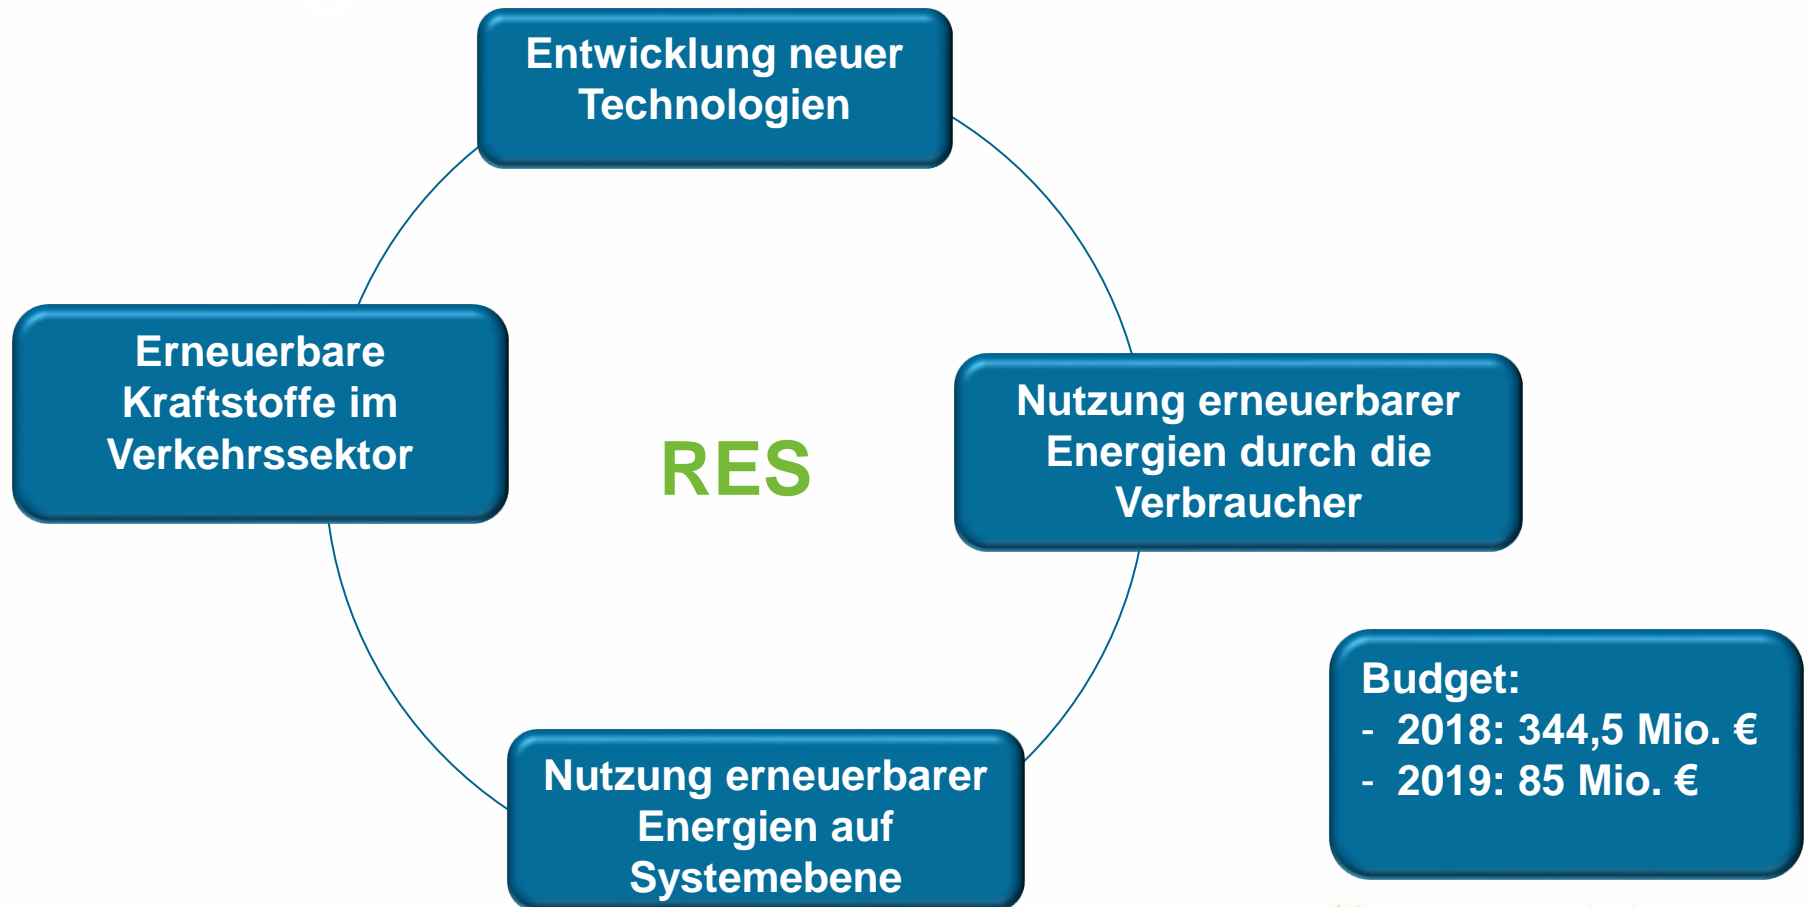 Entwicklung neuer
Technologien
Erneuerbare
Kraftstoffe im
Verkehrssektor
RES
Nutzung erneuerbarer
Energien durch die
Verbraucher
Nutzung erneuerbarer
Energien auf
Systemebene
Budget:
- 2018: 344,5 Mio. €
- 2019: 85 Mio. €